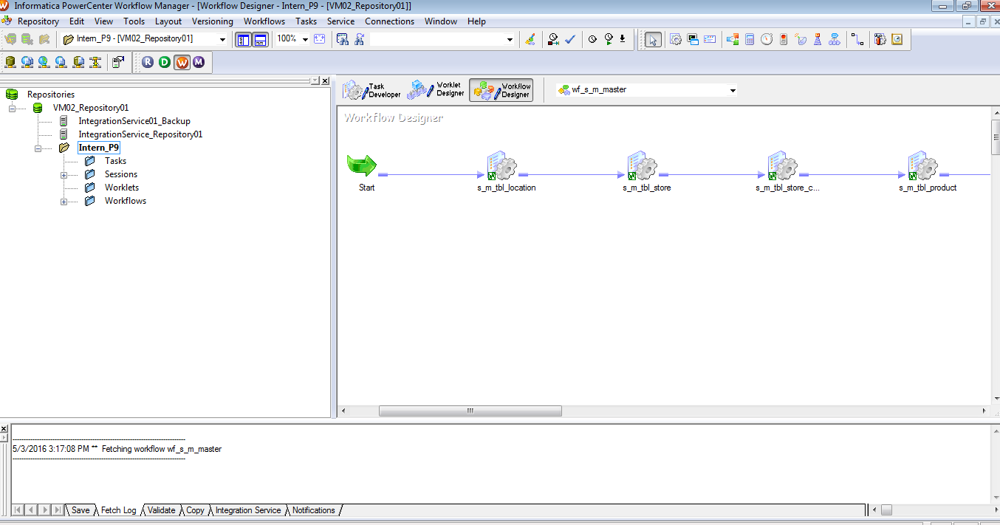 Informatica PowerCenter Workflow Manager - [Workflow Designer - Intern_P9 - [VM02_Repository01]]
Repository Edit View Tools Layout Versioning Workflows Tasks Service Connections Window Help
Intern_P9 - [VM02_Repository01] 100%
R D W M
Repositories
VM02_Repository01
IntegrationService01_Backup
IntegrationService_Repository01
Intern_P9
Tasks
Sessions
Worklets
Workflows
Task Developer
Worklet Designer
Workflow Designer
wf_s_m_master
Workflow Designer
Start s_m_tbl_location s_m_tbl_store s_m_tbl_store_c... s_m_tbl_product
5/3/2016 3:17:08 PM ** Fetching workflow wf_s_m_master
Save Fetch Log Validate Copy Integration Service Notifications